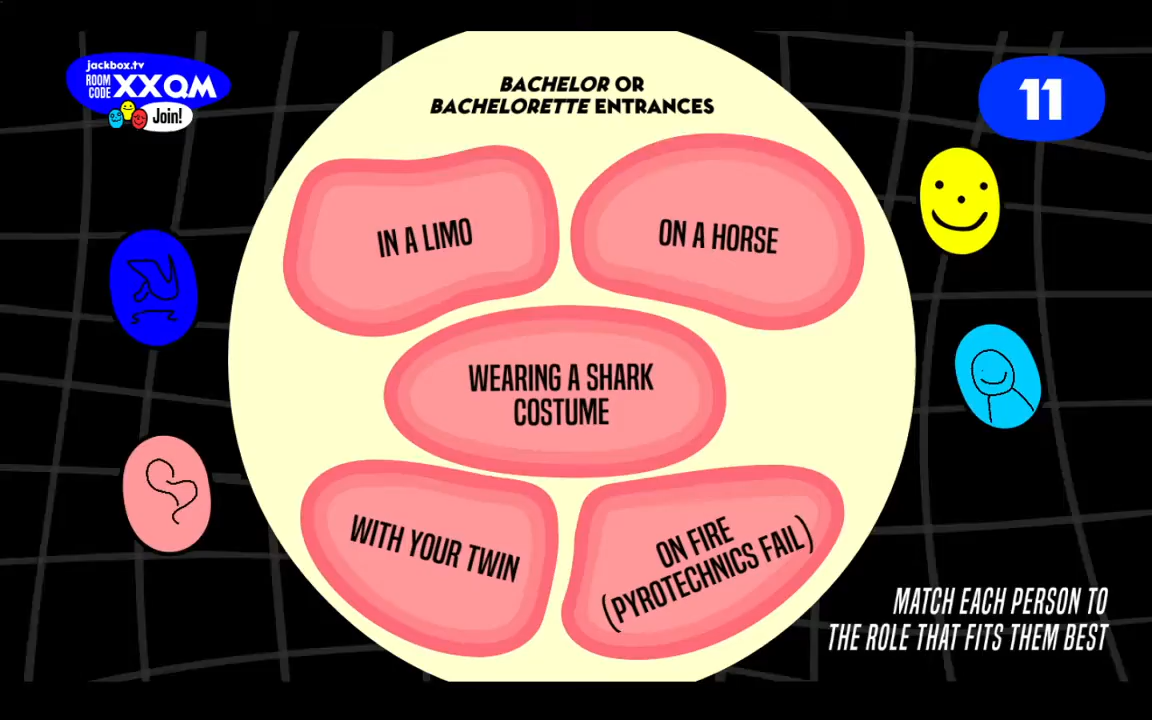 jackbox.tv
ROOM
CODE
XXQM
Join!
BACHELOR OR
BACHELORETTE ENTRANCES
11
IN A LIMO
ON A HORSE
WEARING A SHARK
COSTUME
WITH YOUR TWIN
ON FIRE
(PYROTECHNICS FAIL)
MATCH EACH PERSON TO
THE ROLE THAT FITS THEM BEST